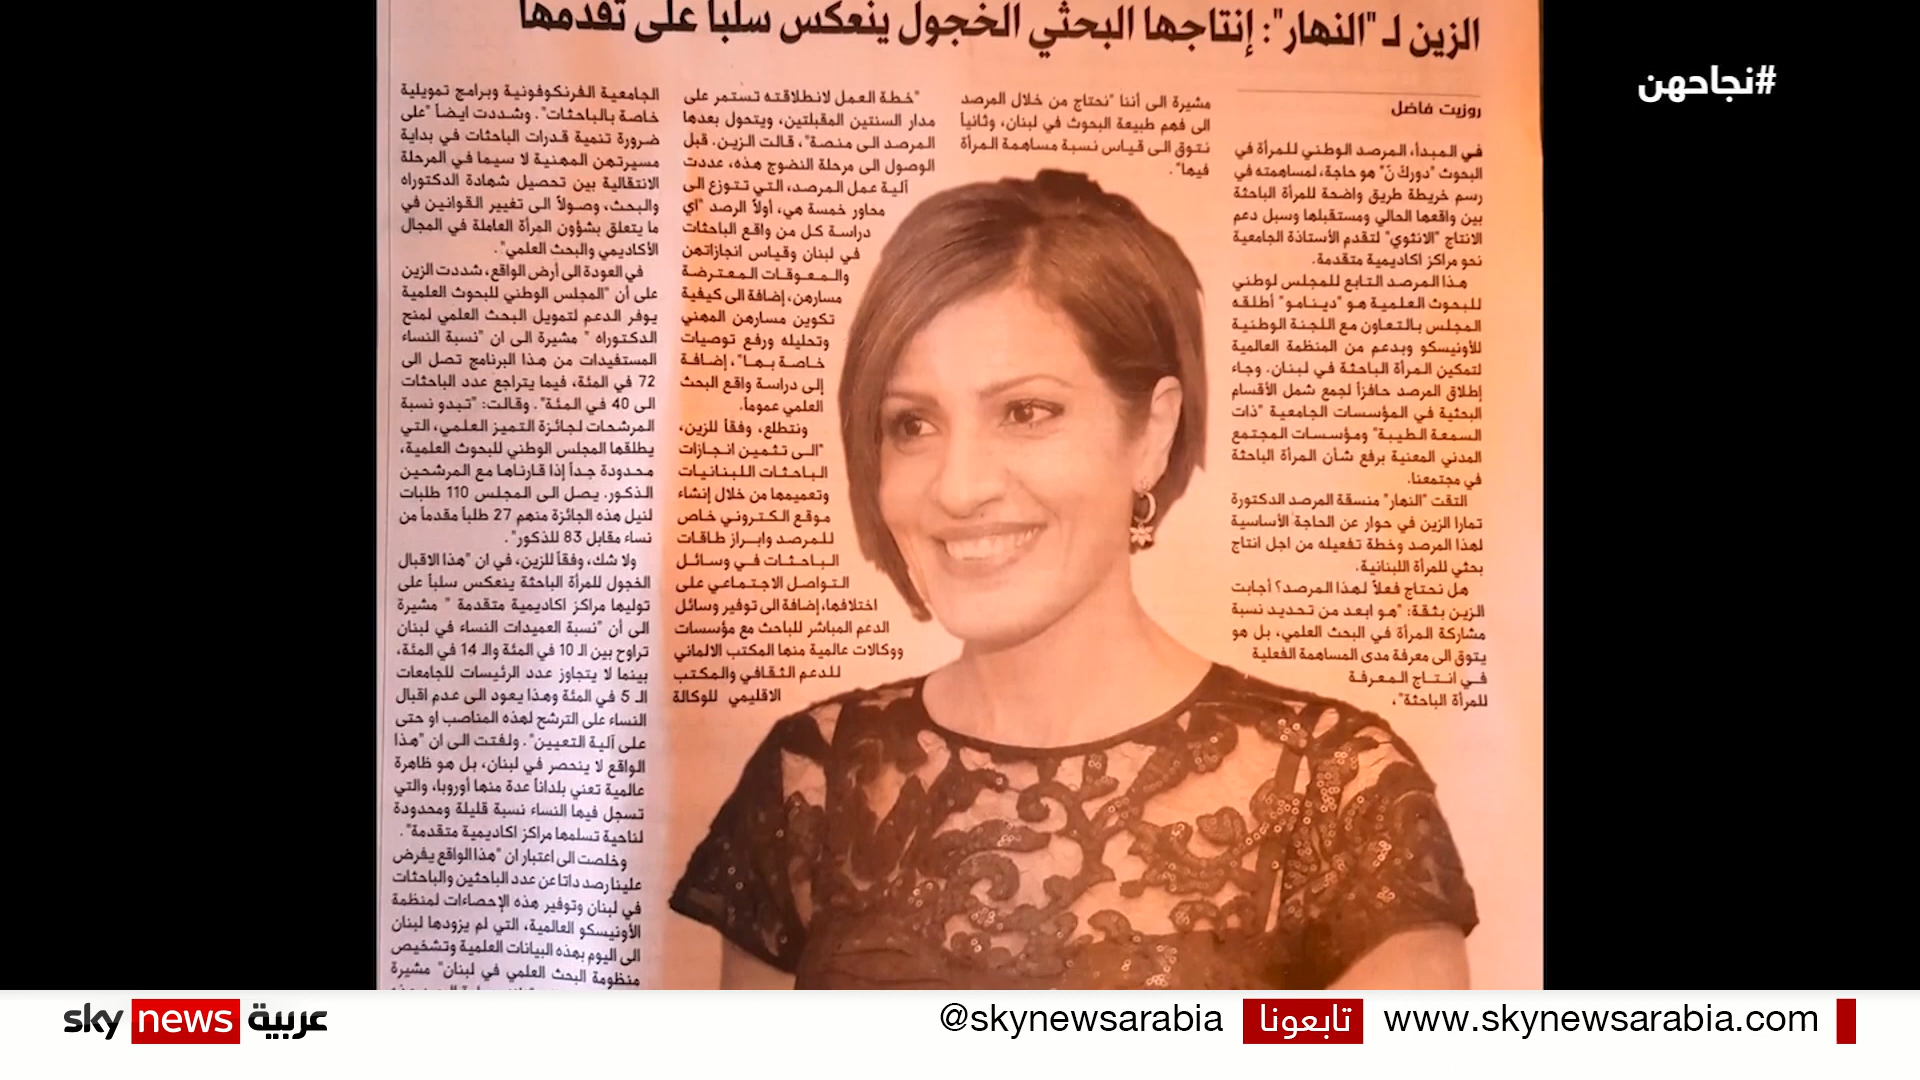 الزين لـ "النهار": إنتاجها البحثي الخجول ينعكس سلباً على تقدمها
#نجاحهن
روزيت فاضل
في المبدأ، المرصد الوطني للمرأة في
البحوث "دوركَ نّ" هو حاجة، لمساهمته في
رسم خريطة طريق واضحة للمرأة الباحثة
بين واقعها الحالي ومستقبلها وسبل دعم
الانتاج "الانثوي" لتقدم الأستاذة الجامعية
نحو مراكز اكاديمية متقدمة.
هذا المرصد التابع للمجلس لوطني
للبحوث العلمية هو "دينامو" أطلقه
المجلس بالتعاون مع اللجنة الوطنية
للأونيسكو وبدعم من المنظمة العالمية
لتمكين المرأة الباحثة في لبنان. وجاء
إطلاق المرصد حافزاً لجمع شمل الأقسام
البحثية في المؤسسات الجامعية "ذات
السمعة الطيبة" ومؤسسات المجتمع
المدني المعنية برفع شأن المرأة الباحثة
في مجتمعنا.
التقت "النهار" منسقة المرصد الدكتورة
تمارا الزين في حوار عن الحاجة الأساسية
لهذا المرصد وخطة تفعيله من اجل انتاج
بحثي للمرأة اللبنانية.
هل نحتاج فعلاً لهذا المرصد؟ أجابت
الزين بثقة: "هو ابعد من تحديد نسبة
مشاركة المرأة في البحث العلمي، بل هو
يتوق الى معرفة مدى المساهمة الفعلية
في انتاج المعرفة
للمرأة الباحثة"،
مشيرة الى أننا "نحتاج من خلال المرصد
الى فهم طبيعة البحوث في لبنان، وثانياً
نتوق الى قياس نسبة مساهمة المرأة
فيها".
"خطة العمل لانطلاقته تستمر على
مدار السنتين المقبلتين، ويتحول بعدها
المرصد الى منصة"، قالت الزين. قبل
الوصول الى مرحلة النضوج هذه، عددت
آلية عمل المرصد، التي تتوزع الى
محاور خمسة هي، أولاً الرصد "اي
دراسة كل من واقع الباحثات
في لبنان وقياس انجازاتهن
والمعوقات المعترضة
مسارهن، إضافة الى كيفية
تكوين مسارهن المهني
وتحليله ورفع توصيات
خاصة بها"، إضافة
إلى دراسة واقع البحث
العلمي عموماً.
ونتطلع، وفقاً للزين،
"الى تثمين انجازات
الباحثات اللبنانيات
وتعميمها من خلال إنشاء
موقع الكتروني خاص
للمرصد وابراز طاقات
الباحثات في وسائل
التواصل الاجتماعي على
اختلافها، إضافة الى توفير وسائل
الدعم المباشر للباحث مع مؤسسات
ووكالات عالمية منها المكتب الالماني
للدعم الثقافي والمكتب
الاقليمي للوكالة
الجامعية الفرنكوفونية وبرامج تمويلية
خاصة بالباحثات". وشددت ايضاً "على
ضرورة تنمية قدرات الباحثات في بداية
مسيرتهن المهنية لا سيما في المرحلة
الانتقالية بين تحصيل شهادة الدكتوراه
والبحث، وصولاً الى تغيير القوانين في
ما يتعلق بشؤون المرأة العاملة في المجال
الأكاديمي والبحث العلمي".
في العودة الى أرض الواقع، شددت الزين
على أن "المجلس الوطني للبحوث العلمية
يوفر الدعم لتمويل البحث العلمي لمنح
الدكتوراه " مشيرة الى ان "نسبة النساء
المستفيدات من هذا البرنامج تصل الى
72 في المئة، فيما يتراجع عدد الباحثات
الى 40 في المئة". وقالت: "تبدو نسبة
المرشحات لجائزة التميز العلمي، التي
يطلقها المجلس الوطني للبحوث العلمية،
محدودة جداً إذا قارناها مع المرشحين
الذكور. يصل الى المجلس 110 طلبات
لنيل هذه الجائزة منهم 27 طلباً مقدماً من
نساء مقابل 83 للذكور".
ولا شك، وفقاً للزين، في ان "هذا الاقبال
الخجول للمرأة الباحثة ينعكس سلباً على
توليها مراكز اكاديمية متقدمة " مشيرة
الى أن "نسبة العميدات النساء في لبنان
تراوح بين الـ 10 في المئة والـ 14 في المئة،
بينما لا يتجاوز عدد الرئيسات للجامعات
الـ 5 في المئة وهذا يعود الى عدم اقبال
النساء على الترشح لهذه المناصب او حتى
على آلية التعيين". ولفتت الى ان "هذا
الواقع لا ينحصر في لبنان، بل هو ظاهرة
عالمية تعني بلداناً عدة منها أوروبا، والتي
تسجل فيها النساء نسبة قليلة ومحدودة
لناحية تسلمها مراكز اكاديمية متقدمة".
وخلصت الى اعتبار ان "هذا الواقع يفرض
علينا رصد داتا عن عدد الباحثين والباحثات
في لبنان وتوفير هذه الإحصاءات لمنظمة
الأونيسكو العالمية، التي لم يزودها لبنان
الى اليوم بهذه البيانات العلمية وتشخيص
منظومة البحث العلمي في لبنان" مشيرة
sky news عربية
@skynewsarabia تابعونا www.skynewsarabia.com